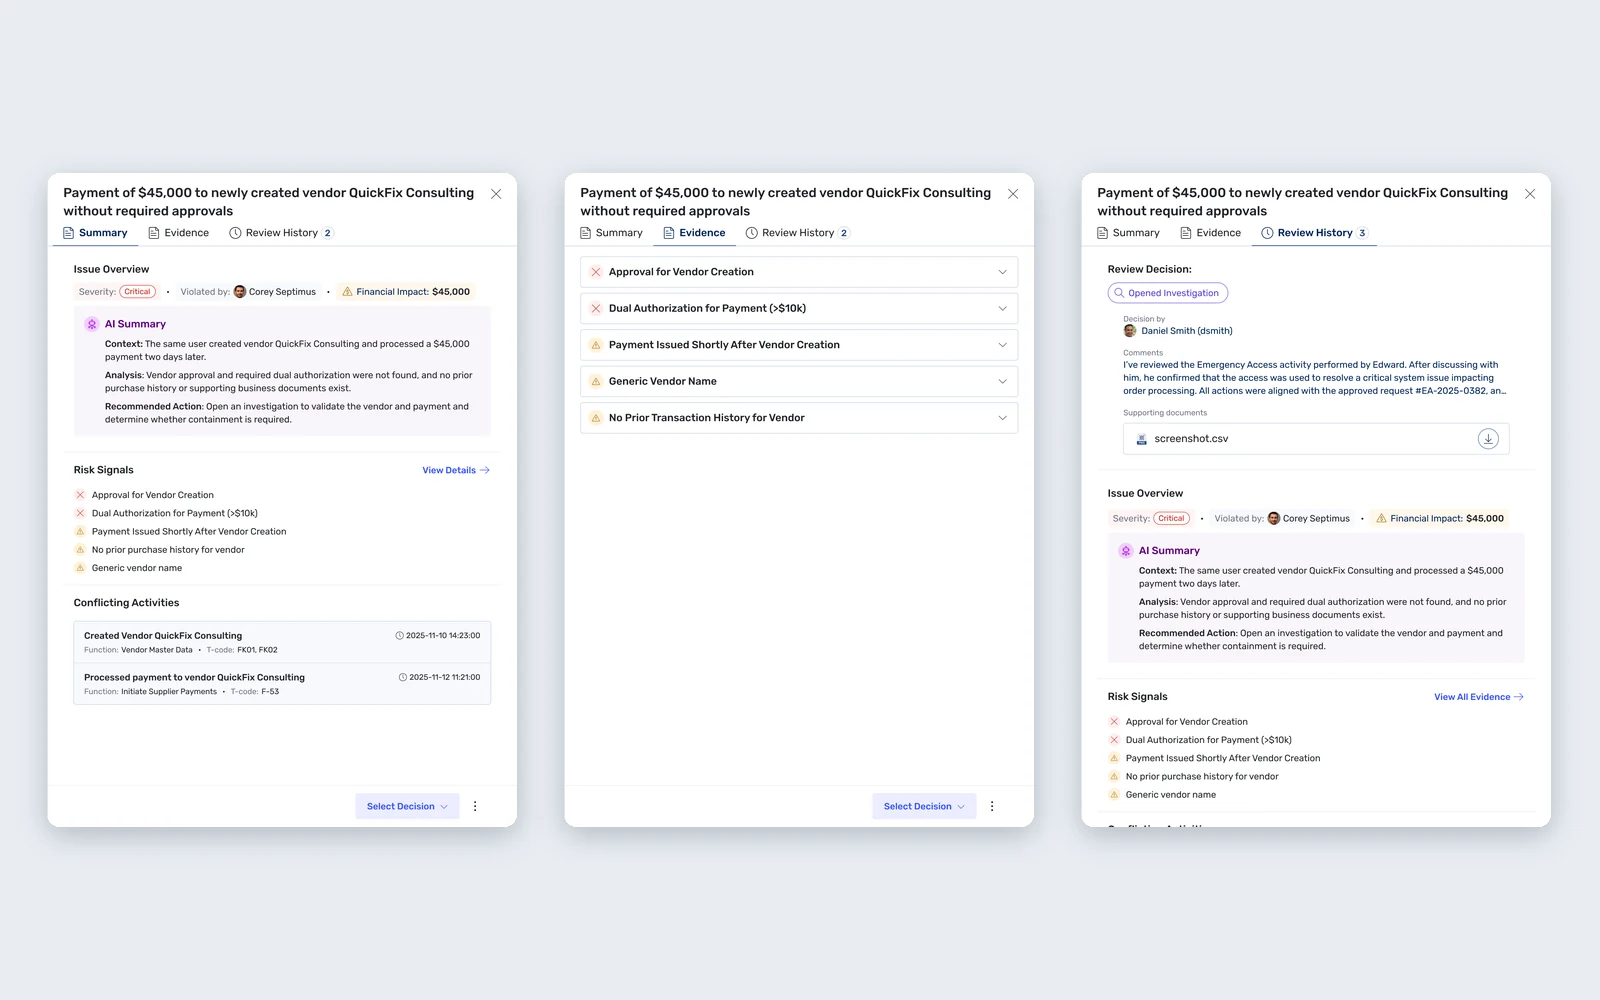 Payment of $45,000 to newly created vendor QuickFix Consulting
without required approvals
Summary
Evidence
Review History 2
Issue Overview
Severity: Critical • Violated by: Corey Septimus • Financial Impact: $45,000
AI Summary
Context: The same user created vendor QuickFix Consulting and processed a $45,000
payment two days later.
Analysis: Vendor approval and required dual authorization were not found, and no prior
purchase history or supporting business documents exist.
Recommended Action: Open an investigation to validate the vendor and payment and
determine whether containment is required.
Risk Signals
View Details
Approval for Vendor Creation
Dual Authorization for Payment (>$10k)
Payment Issued Shortly After Vendor Creation
No prior purchase history for vendor
Generic vendor name
Conflicting Activities
Created Vendor QuickFix Consulting
2025-11-10 14:23:00
Function: Vendor Master Data • T-code: FK01, FK02
Processed payment to vendor QuickFix Consulting
2025-11-12 11:21:00
Function: Initiate Supplier Payments • T-code: F-53
Select Decision
Payment of $45,000 to newly created vendor QuickFix Consulting
without required approvals
Summary
Evidence
Review History 2
Approval for Vendor Creation
Dual Authorization for Payment (>$10k)
Payment Issued Shortly After Vendor Creation
Generic Vendor Name
No Prior Transaction History for Vendor
Select Decision
Payment of $45,000 to newly created vendor QuickFix Consulting
without required approvals
Summary
Evidence
Review History 3
Review Decision:
Opened Investigation
Decision by
Daniel Smith (dsmith)
Comments
I've reviewed the Emergency Access activity performed by Edward. After discussing with
him, he confirmed that the access was used to resolve a critical system issue impacting
order processing. All actions were aligned with the approved request #EA-2025-0382, an...
Supporting documents
screenshot.csv
Issue Overview
Severity: Critical • Violated by: Corey Septimus • Financial Impact: $45,000
AI Summary
Context: The same user created vendor QuickFix Consulting and processed a $45,000
payment two days later.
Analysis: Vendor approval and required dual authorization were not found, and no prior
purchase history or supporting business documents exist.
Recommended Action: Open an investigation to validate the vendor and payment and
determine whether containment is required.
Risk Signals
View All Evidence
Approval for Vendor Creation
Dual Authorization for Payment (>$10k)
Payment Issued Shortly After Vendor Creation
No prior purchase history for vendor
Generic vendor name